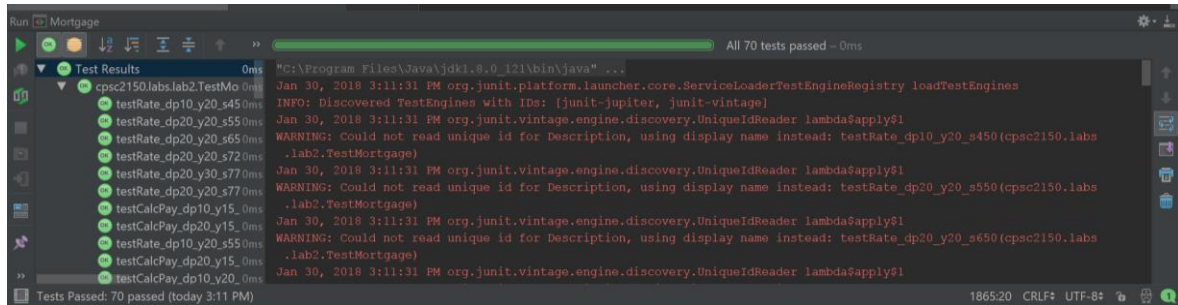 Run Mortgage
All 70 tests passed – 0ms
Test Results 0ms
cpsc2150.labs.lab2.TestMo 0ms
testRate_dp10_y20_s45 0ms
testRate_dp20_y20_s55 0ms
testRate_dp20_y20_s65 0ms
testRate_dp20_y20_s72 0ms
testRate_dp20_y30_s77 0ms
testRate_dp20_y20_s77 0ms
testCalcPay_dp10_y15_ 0ms
testCalcPay_dp20_y15_ 0ms
testRate_dp10_y20_s55 0ms
testCalcPay_dp20_y15_ 0ms
testCalcPay_dp10_y20_ 0ms
"C:\Program Files\Java\jdk1.8.0_121\bin\java" ...
Jan 30, 2018 3:11:31 PM org.junit.platform.launcher.core.ServiceLoaderTestEngineRegistry loadTestEngines
INFO: Discovered TestEngines with IDs: [junit-jupiter, junit-vintage]
Jan 30, 2018 3:11:31 PM org.junit.vintage.engine.discovery.UniqueIdReader lambda$apply$1
WARNING: Could not read unique id for Description, using display name instead: testRate_dp10_y20_s450(cpsc2150.labs
.lab2.TestMortgage)
Jan 30, 2018 3:11:31 PM org.junit.vintage.engine.discovery.UniqueIdReader lambda$apply$1
WARNING: Could not read unique id for Description, using display name instead: testRate_dp20_y20_s550(cpsc2150.labs
.lab2.TestMortgage)
Jan 30, 2018 3:11:31 PM org.junit.vintage.engine.discovery.UniqueIdReader lambda$apply$1
WARNING: Could not read unique id for Description, using display name instead: testRate_dp20_y20_s650(cpsc2150.labs
.lab2.TestMortgage)
Jan 30, 2018 3:11:31 PM org.junit.vintage.engine.discovery.UniqueIdReader lambda$apply$1
Tests Passed: 70 passed (today 3:11 PM)
1865:20 CRLF UTF-8 1